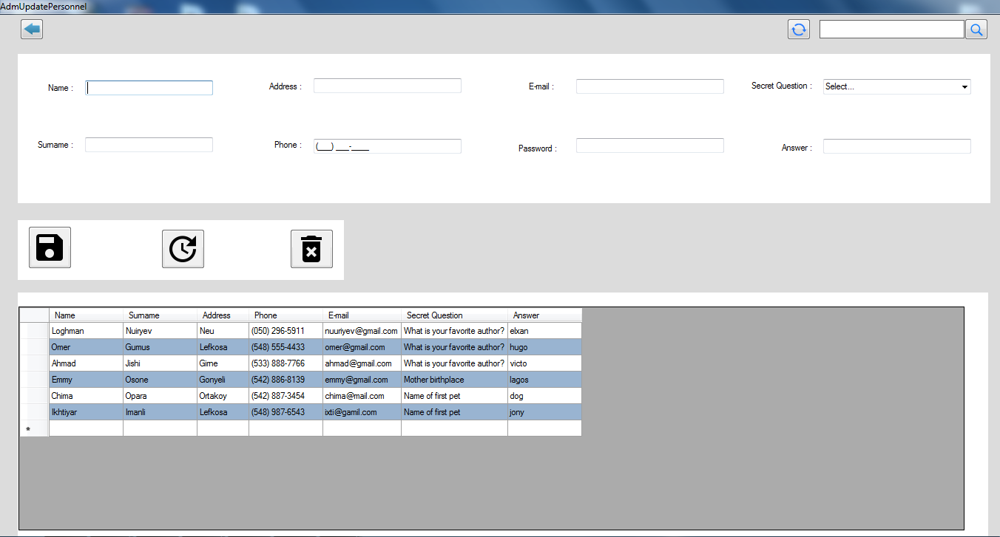 AdmUpdatePersonnel
Name : Address : E-mail : Secret Question : Select...
Surname : Phone : (___) ___-____ Password : Answer :
Name Surname Address Phone E-mail Secret Question Answer
Loghman Nuiryev Neu (050) 296-5911 nuuriyev@gmail.com What is your favorite author? elxan
Omer Gumus Lefkosa (548) 555-4433 omer@gmail.com What is your favorite author? hugo
Ahmad Jishi Girne (533) 888-7766 ahmad@gmail.com What is your favorite author? victo
Emmy Osone Gonyeli (542) 886-8139 emmy@gmail.com Mother birthplace lagos
Chima Opara Ortakoy (542) 887-3454 chima@mail.com Name of first pet dog
Ikhtiyar Imanli Lefkosa (548) 987-6543 ixti@gamil.com Name of first pet jony
*